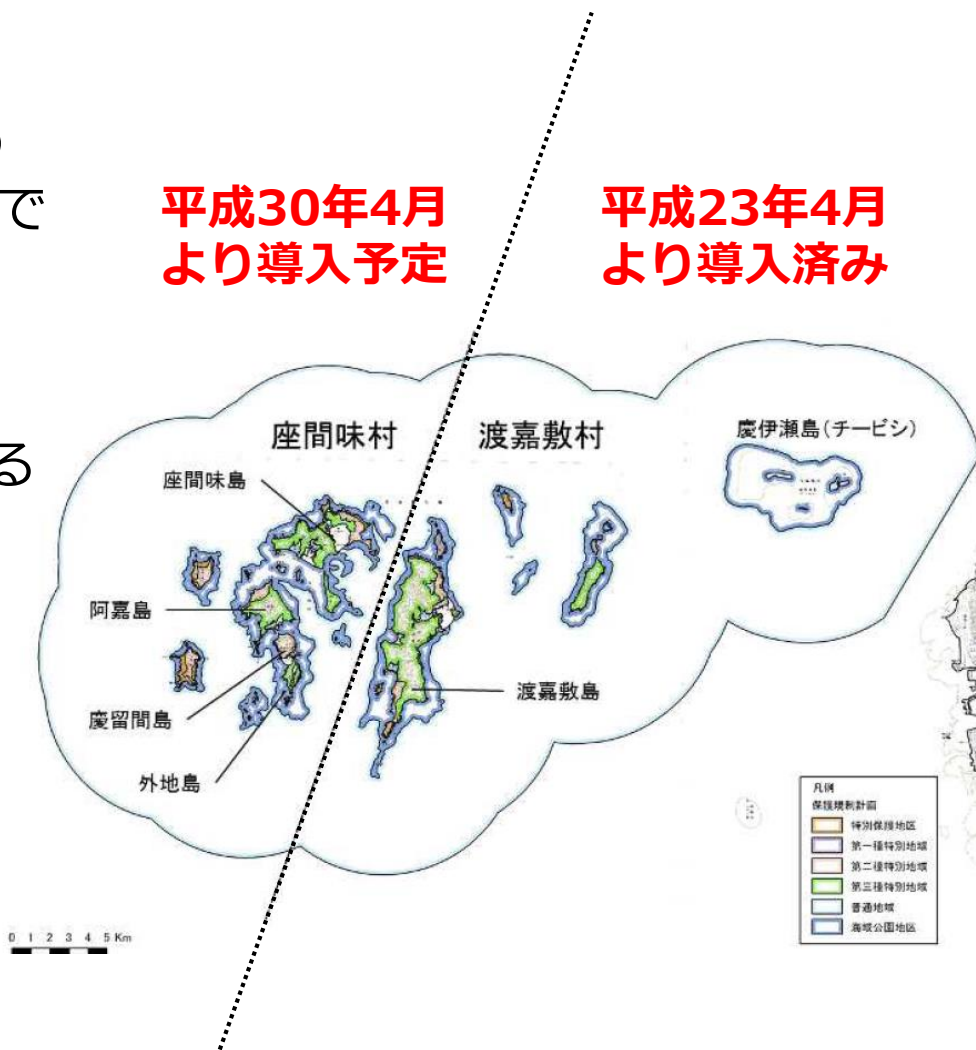 で
る
平成30年4月
より導入予定
平成23年4月
より導入済み
座間味村
渡嘉敷村
慶伊瀬島(チービシ)
座間味島
阿嘉島
慶留間島
外地島
渡嘉敷島
凡例
保護規制計画
特別保護地区
第一種特別地域
第二種特別地域
第三種特別地域
普通地域
海域公園地区
0 1 2 3 4 5 Km